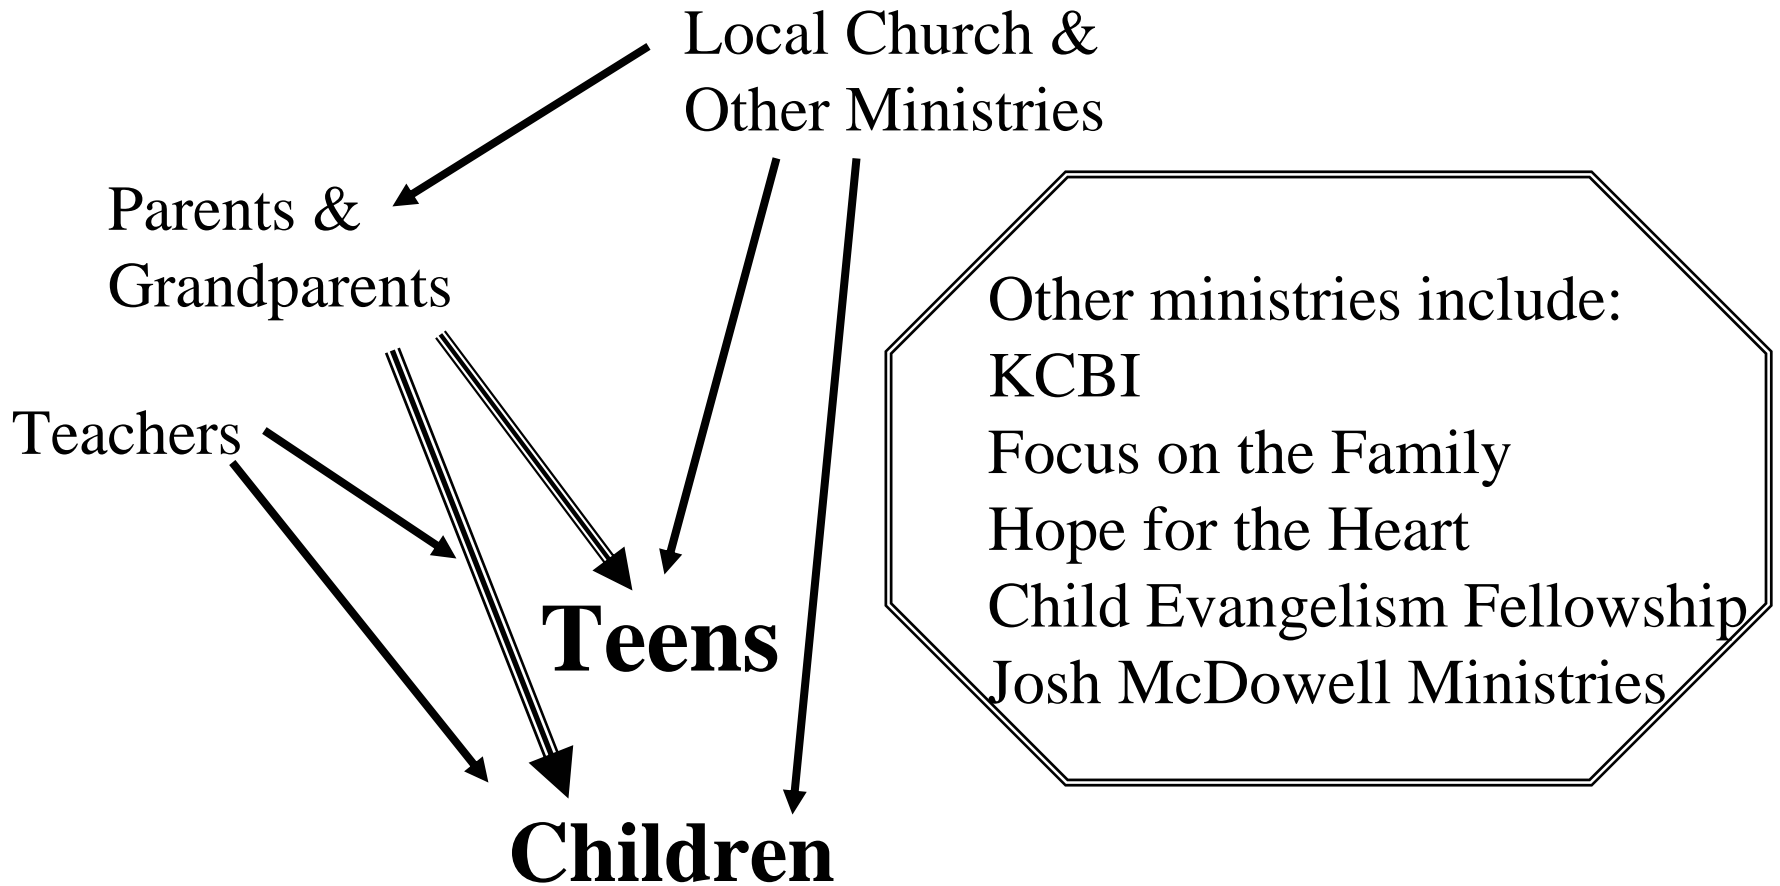 Local Church &
Other Ministries
Parents &
Grandparents
Teachers
Teens
Children
Other ministries include:
KCBI
Focus on the Family
Hope for the Heart
Child Evangelism Fellowship
Josh McDowell Ministries